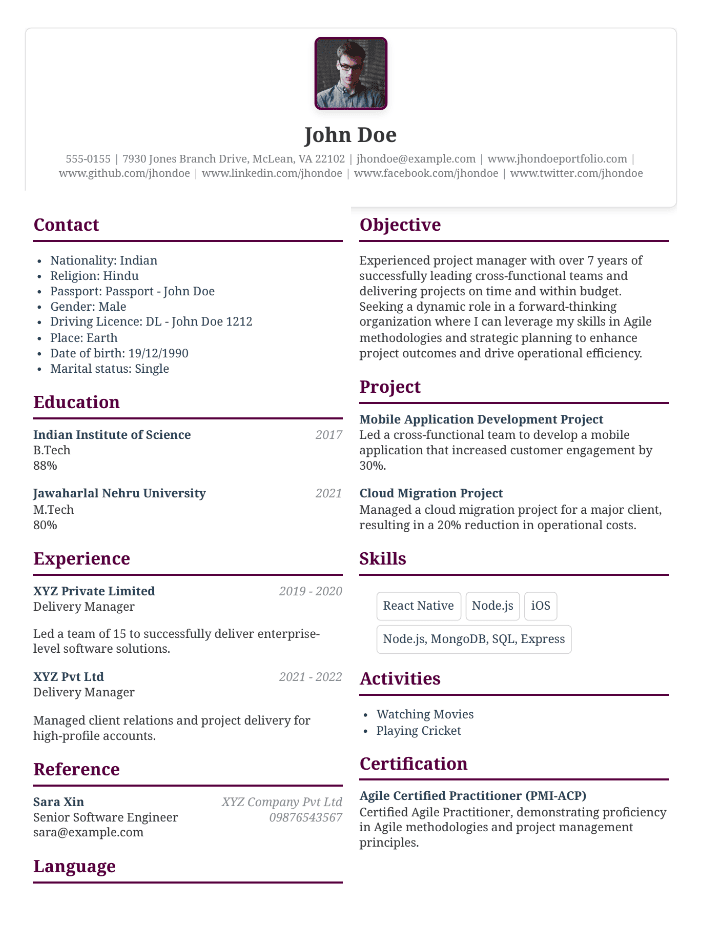 John Doe
555-0155 | 7930 Jones Branch Drive, McLean, VA 22102 | jhondoe@example.com | www.jhondoeportfolio.com |
www.github.com/jhondoe | www.linkedin.com/jhondoe | www.facebook.com/jhondoe | www.twitter.com/jhondoe
Contact
• Nationality: Indian
• Religion: Hindu
• Passport: Passport - John Doe
• Gender: Male
• Driving Licence: DL - John Doe 1212
• Place: Earth
• Date of birth: 19/12/1990
• Marital status: Single
Education
Indian Institute of Science 2017
B.Tech
88%
Jawaharlal Nehru University 2021
M.Tech
80%
Experience
XYZ Private Limited 2019 - 2020
Delivery Manager
Led a team of 15 to successfully deliver enterprise-
level software solutions.
XYZ Pvt Ltd 2021 - 2022
Delivery Manager
Managed client relations and project delivery for
high-profile accounts.
Reference
Sara Xin XYZ Company Pvt Ltd
Senior Software Engineer 09876543567
sara@example.com
Language
Objective
Experienced project manager with over 7 years of
successfully leading cross-functional teams and
delivering projects on time and within budget.
Seeking a dynamic role in a forward-thinking
organization where I can leverage my skills in Agile
methodologies and strategic planning to enhance
project outcomes and drive operational efficiency.
Project
Mobile Application Development Project
Led a cross-functional team to develop a mobile
application that increased customer engagement by
30%.
Cloud Migration Project
Managed a cloud migration project for a major client,
resulting in a 20% reduction in operational costs.
Skills
React Native Node.js iOS
Node.js, MongoDB, SQL, Express
Activities
• Watching Movies
• Playing Cricket
Certification
Agile Certified Practitioner (PMI-ACP)
Certified Agile Practitioner, demonstrating proficiency
in Agile methodologies and project management
principles.